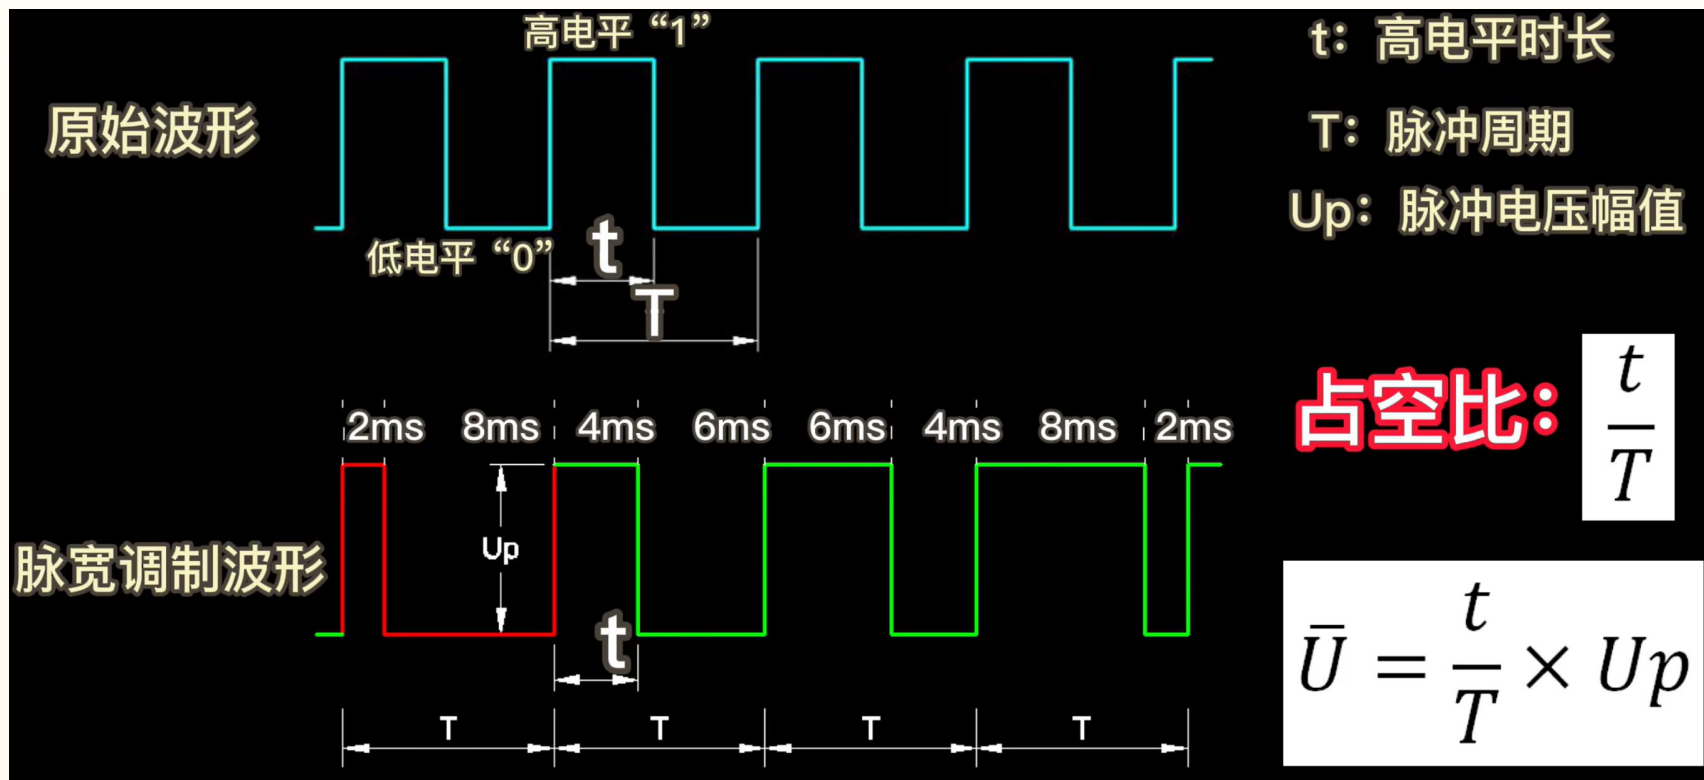 高电平“1”
t：高电平时长
原始波形
T：脉冲周期
Up：脉冲电压幅值
低电平“0”
t
T
占空比：
t
T
2ms 8ms 4ms 6ms 6ms 4ms 8ms 2ms
Up
脉宽调制波形
t
T T T T
Ū = t/T × Up